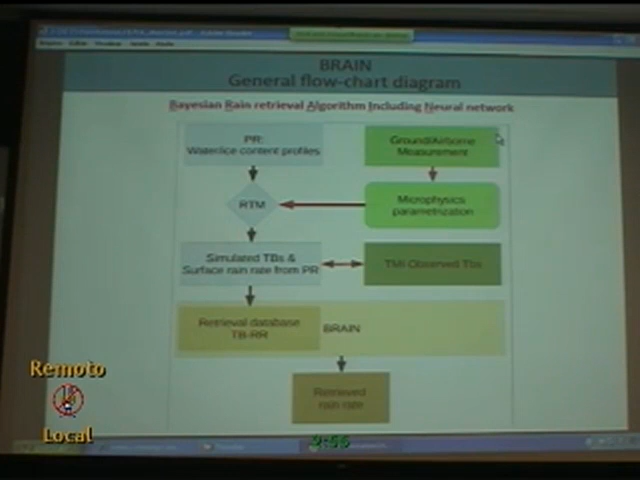 BRAIN
General flow-chart diagram
Bayesian Rain retrieval Algorithm Including Neural network
PR:
Water/ice content profiles
Ground/Airborne
Measurement
RTM
Microphysics
parametrization
Simulated TBs &
Surface rain rate from PR
TMI Observed TBs
Retrieval database
TB-RR
BRAIN
Retrieved
rain rate
Remoto
Local
2:55